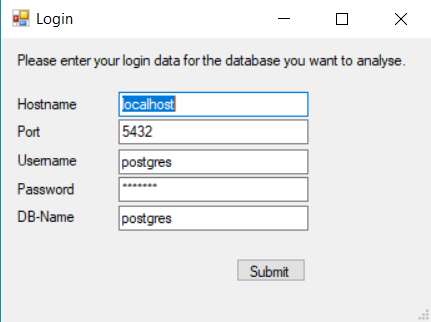 Login
Please enter your login data for the database you want to analyse.
Hostname localhost
Port 5432
Username postgres
Password *******
DB-Name postgres
Submit